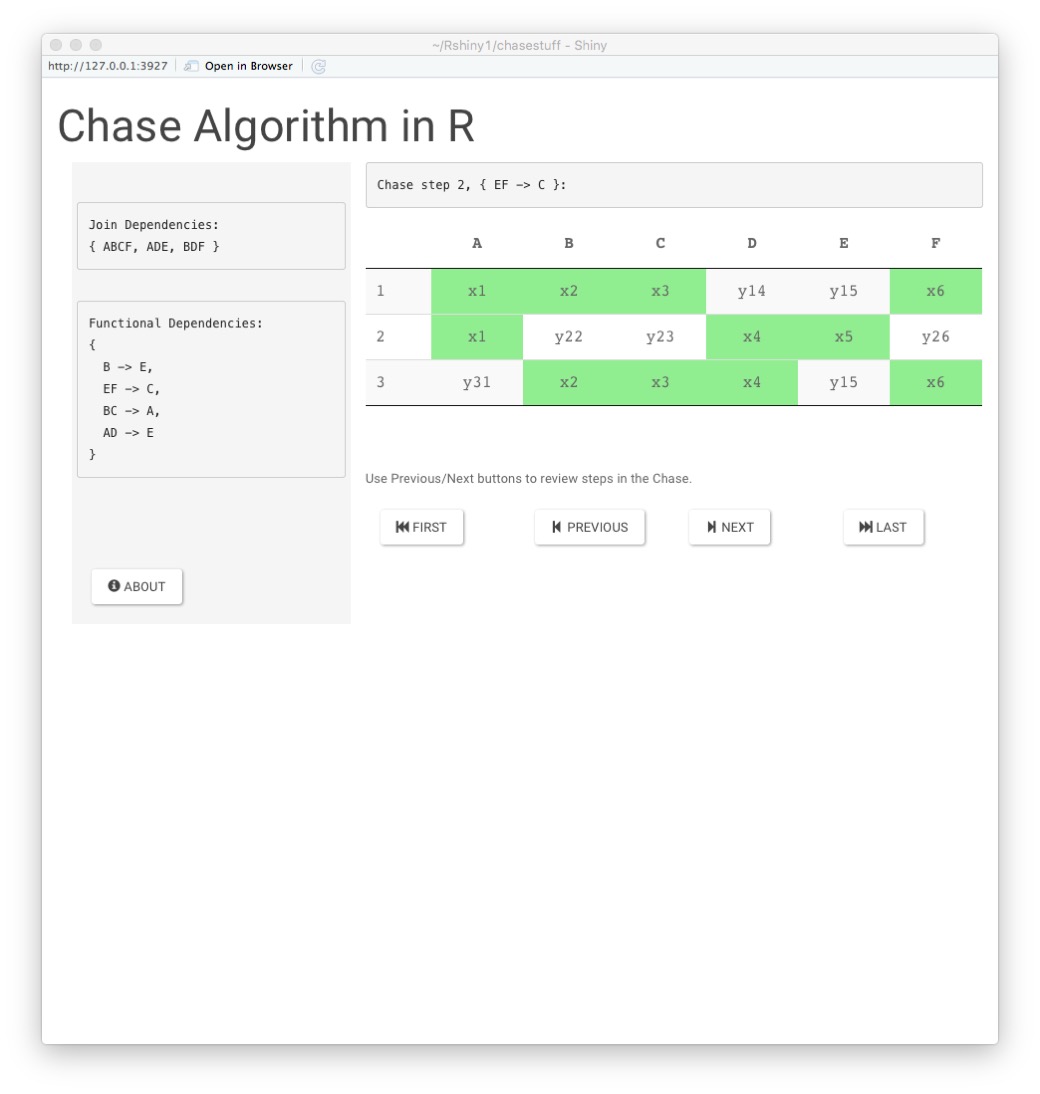 ~/Rshiny1/chasestuff - Shiny
http://127.0.0.1:3927 Open in Browser
Chase Algorithm in R
Join Dependencies:
{ ABCF, ADE, BDF }
Functional Dependencies:
{
B -> E,
EF -> C,
BC -> A,
AD -> E
}
ABOUT
Chase step 2, { EF -> C }:
A B C D E F
1 x1 x2 x3 y14 y15 x6
2 x1 y22 y23 x4 x5 y26
3 y31 x2 x3 x4 y15 x6
Use Previous/Next buttons to review steps in the Chase.
FIRST PREVIOUS NEXT LAST